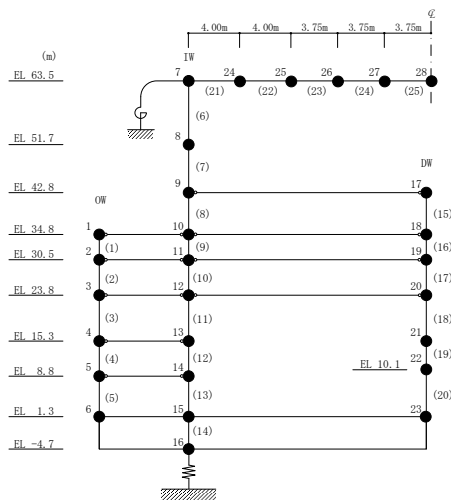 ℄
4.00m 4.00m 3.75m 3.75m 3.75m
(m) IW
EL 63.5 7 24 25 26 27 28
(21) (22) (23) (24) (25)
(6)
EL 51.7 8
(7)
DW
EL 42.8 9 17
OW
(8) (15)
EL 34.8 1 10 18
(1) (9) (16)
EL 30.5 2 11 19
(2) (10) (17)
EL 23.8 3 12 20
(3) (11) (18)
EL 15.3 4 13 21
(4) (12) (19)
22
EL 10.1
EL 8.8 5 14
(5) (13) (20)
EL 1.3 6 15 23
(14)
EL -4.7 16